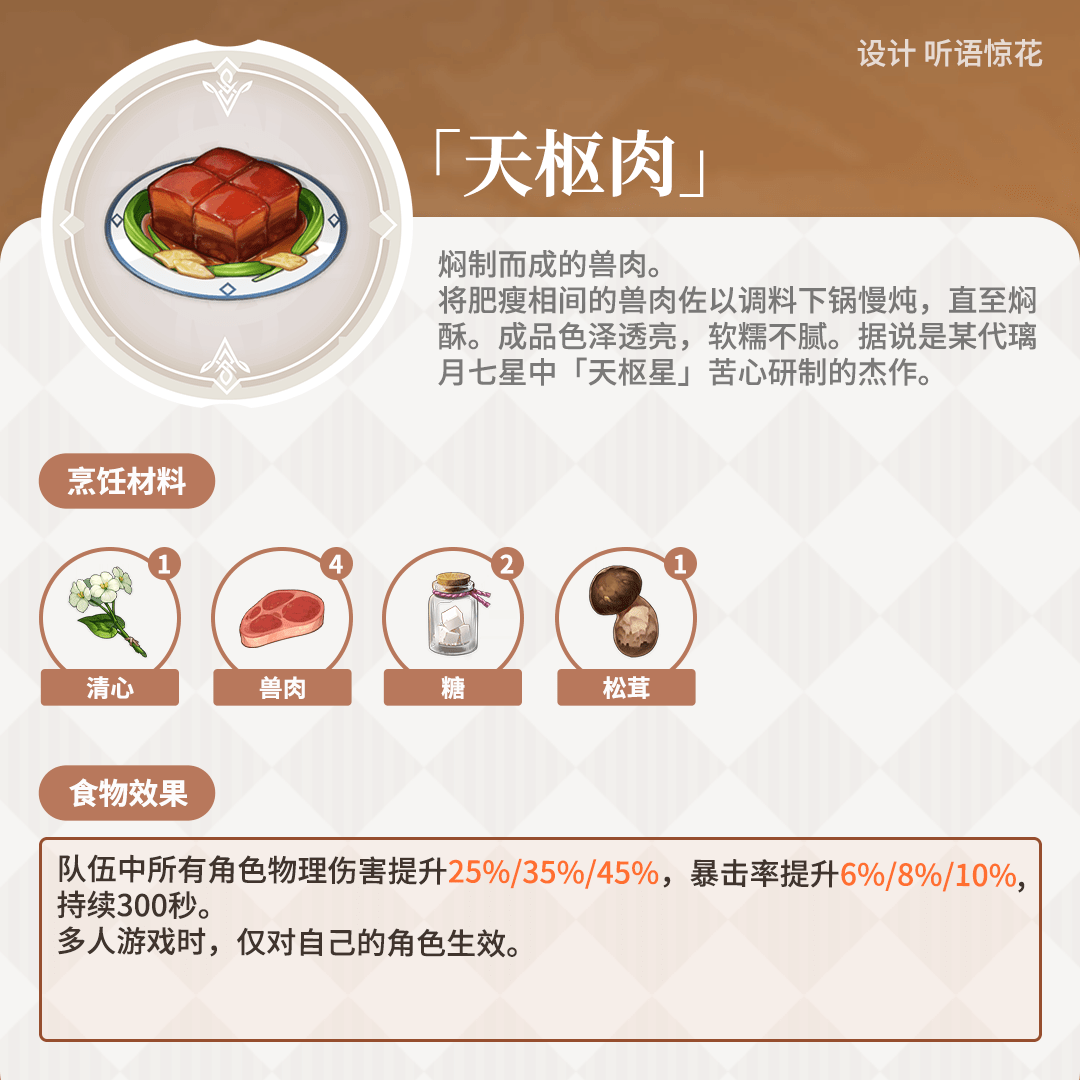 设计 听语惊花
「天枢肉」
焖制而成的兽肉。
将肥瘦相间的兽肉佐以调料下锅慢炖，直至焖
酥。成品色泽透亮，软糯不腻。据说是某代璃
月七星中「天枢星」苦心研制的杰作。
烹饪材料
1
4
2
1
清心
兽肉
糖
松茸
食物效果
队伍中所有角色物理伤害提升25%/35%/45%，暴击率提升6%/8%/10%,
持续300秒。
多人游戏时，仅对自己的角色生效。